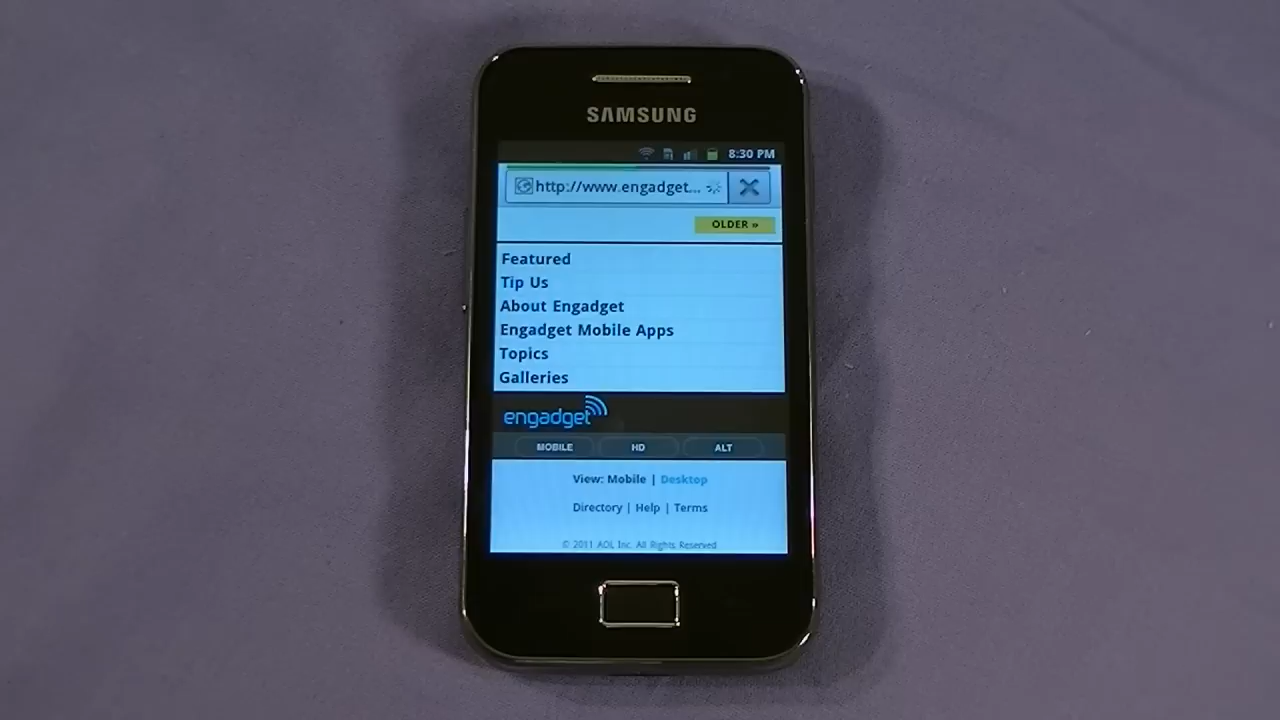 SAMSUNG
8:30 PM
http://www.engadget...
OLDER »
Featured
Tip Us
About Engadget
Engadget Mobile Apps
Topics
Galleries
engadget
MOBILE HD ALT
View: Mobile | Desktop
Directory | Help | Terms
© 2011 AOL Inc. All Rights Reserved